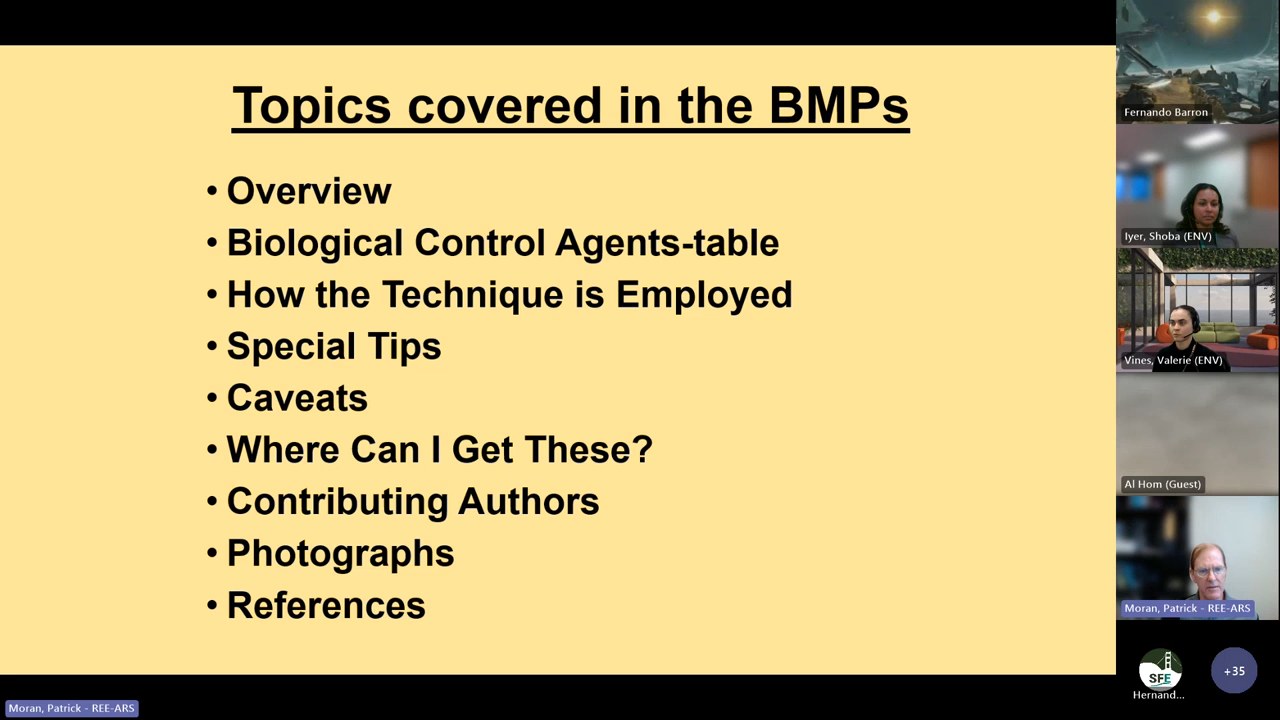 Topics covered in the BMPs
• Overview
• Biological Control Agents-table
• How the Technique is Employed
• Special Tips
• Caveats
• Where Can I Get These?
• Contributing Authors
• Photographs
• References
Fernando Barron
Iyer, Shoba (ENV)
Vines, Valerie (ENV)
Al Hom (Guest)
Moran, Patrick - REE-ARS
SFE
Hernand...
+35
Moran, Patrick - REE-ARS